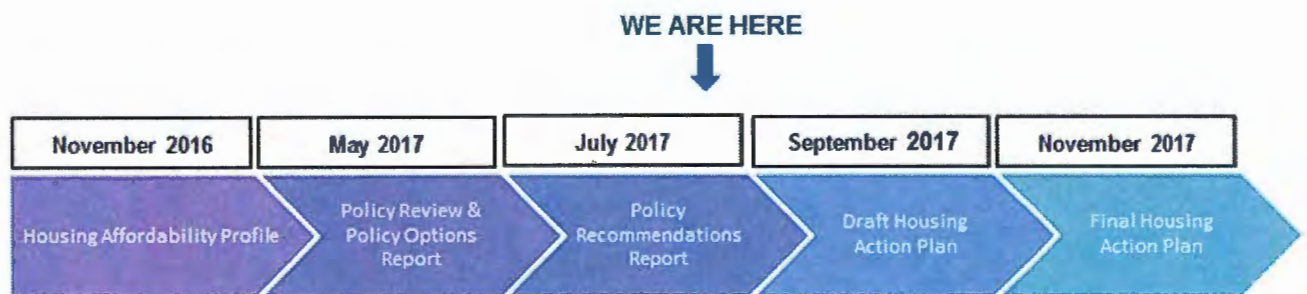 WE ARE HERE
November 2016
May 2017
July 2017
September 2017
November 2017
Housing Affordability Profile
Policy Review &
Policy Options
Report
Policy
Recommendations
Report
Draft Housing
Action Plan
Final Housing
Action Plan